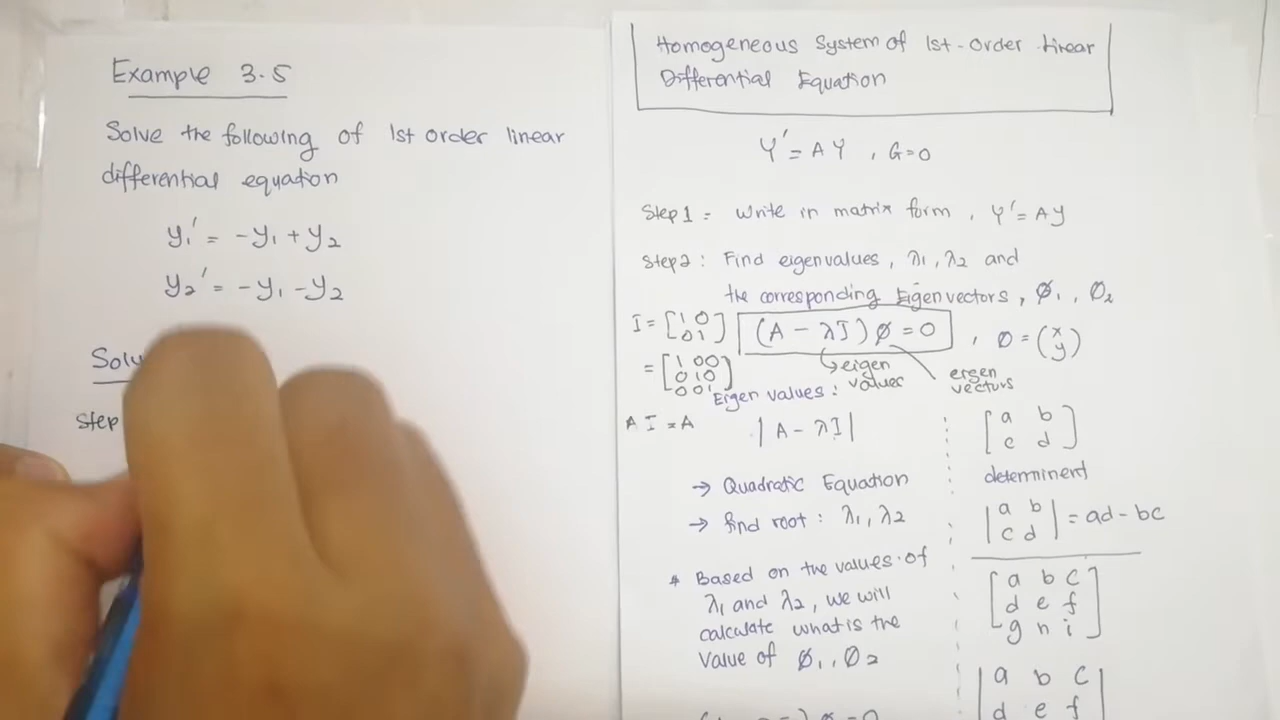 Example 3.5
Solve the following of 1st order linear
differential equation
y₁' = -y₁ + y₂
y₂' = -y₁ - y₂
Step
Homogeneous System of 1st-Order Linear
Differential Equation
Y' = AY , G=0
Step 1 = Write in matrix form, Y' = Ay
Step 2 : Find eigenvalues, λ₁, λ₂ and
the corresponding Eigenvectors, Ø₁, Ø₂
I = [1 0
0 1]
(A - λI) Ø = 0 , Ø = (x
y)
= [1 0 0
0 1 0
0 0 1]
eigen
values
eigen
vectors
Eigen values :
A I = A
|A - λI|
→ Quadratic Equation
→ find root : λ₁, λ₂
* Based on the values of
λ₁ and λ₂, we will
calculate what is the
value of Ø₁, Ø₂
[a b
c d]
determinent
|a b
c d| = ad - bc
[a b c
d e f
g h i]
|a b c
d e f